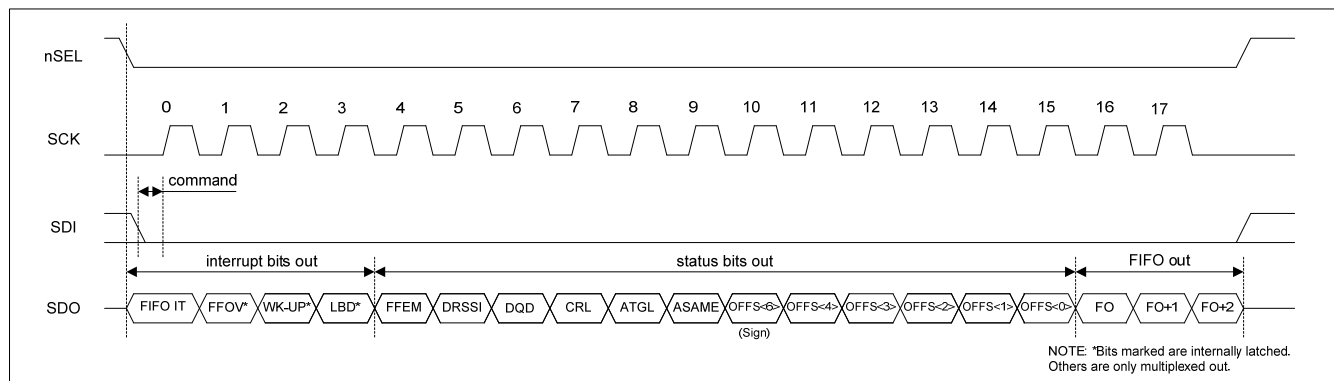 nSEL
0 1 2 3 4 5 6 7 8 9 10 11 12 13 14 15 16 17
SCK
command
SDI
interrupt bits out status bits out FIFO out
SDO FIFO IT FFOV* WK-UP* LBD* FFEM DRSSI DQD CRL ATGL ASAME OFFS<6> OFFS<4> OFFS<3> OFFS<2> OFFS<1> OFFS<0> FO FO+1 FO+2
(Sign)
NOTE: *Bits marked are internally latched.
Others are only multiplexed out.